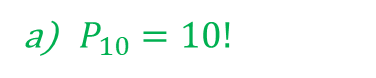 a) P₁₀ = 10!